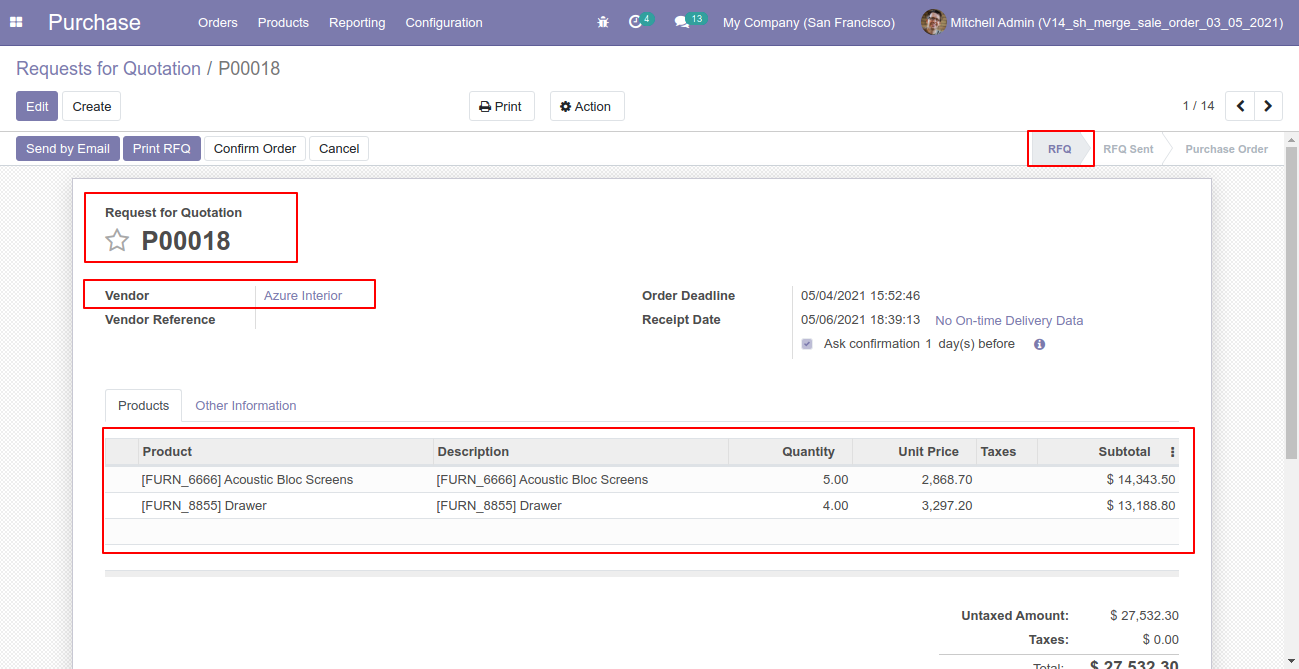 Purchase Orders Products Reporting Configuration 4 13 My Company (San Francisco) Mitchell Admin (V14_sh_merge_sale_order_03_05_2021)
Requests for Quotation / P00018
Edit Create Print Action 1 / 14
Send by Email Print RFQ Confirm Order Cancel RFQ RFQ Sent Purchase Order
Request for Quotation
P00018
Vendor Azure Interior Order Deadline 05/04/2021 15:52:46
Vendor Reference Receipt Date 05/06/2021 18:39:13 No On-time Delivery Data
Ask confirmation 1 day(s) before
Products Other Information
Product Description Quantity Unit Price Taxes Subtotal
[FURN_6666] Acoustic Bloc Screens [FURN_6666] Acoustic Bloc Screens 5.00 2,868.70 $ 14,343.50
[FURN_8855] Drawer [FURN_8855] Drawer 4.00 3,297.20 $ 13,188.80
Untaxed Amount: $ 27,532.30
Taxes: $ 0.00
Total: $ 27,532.30